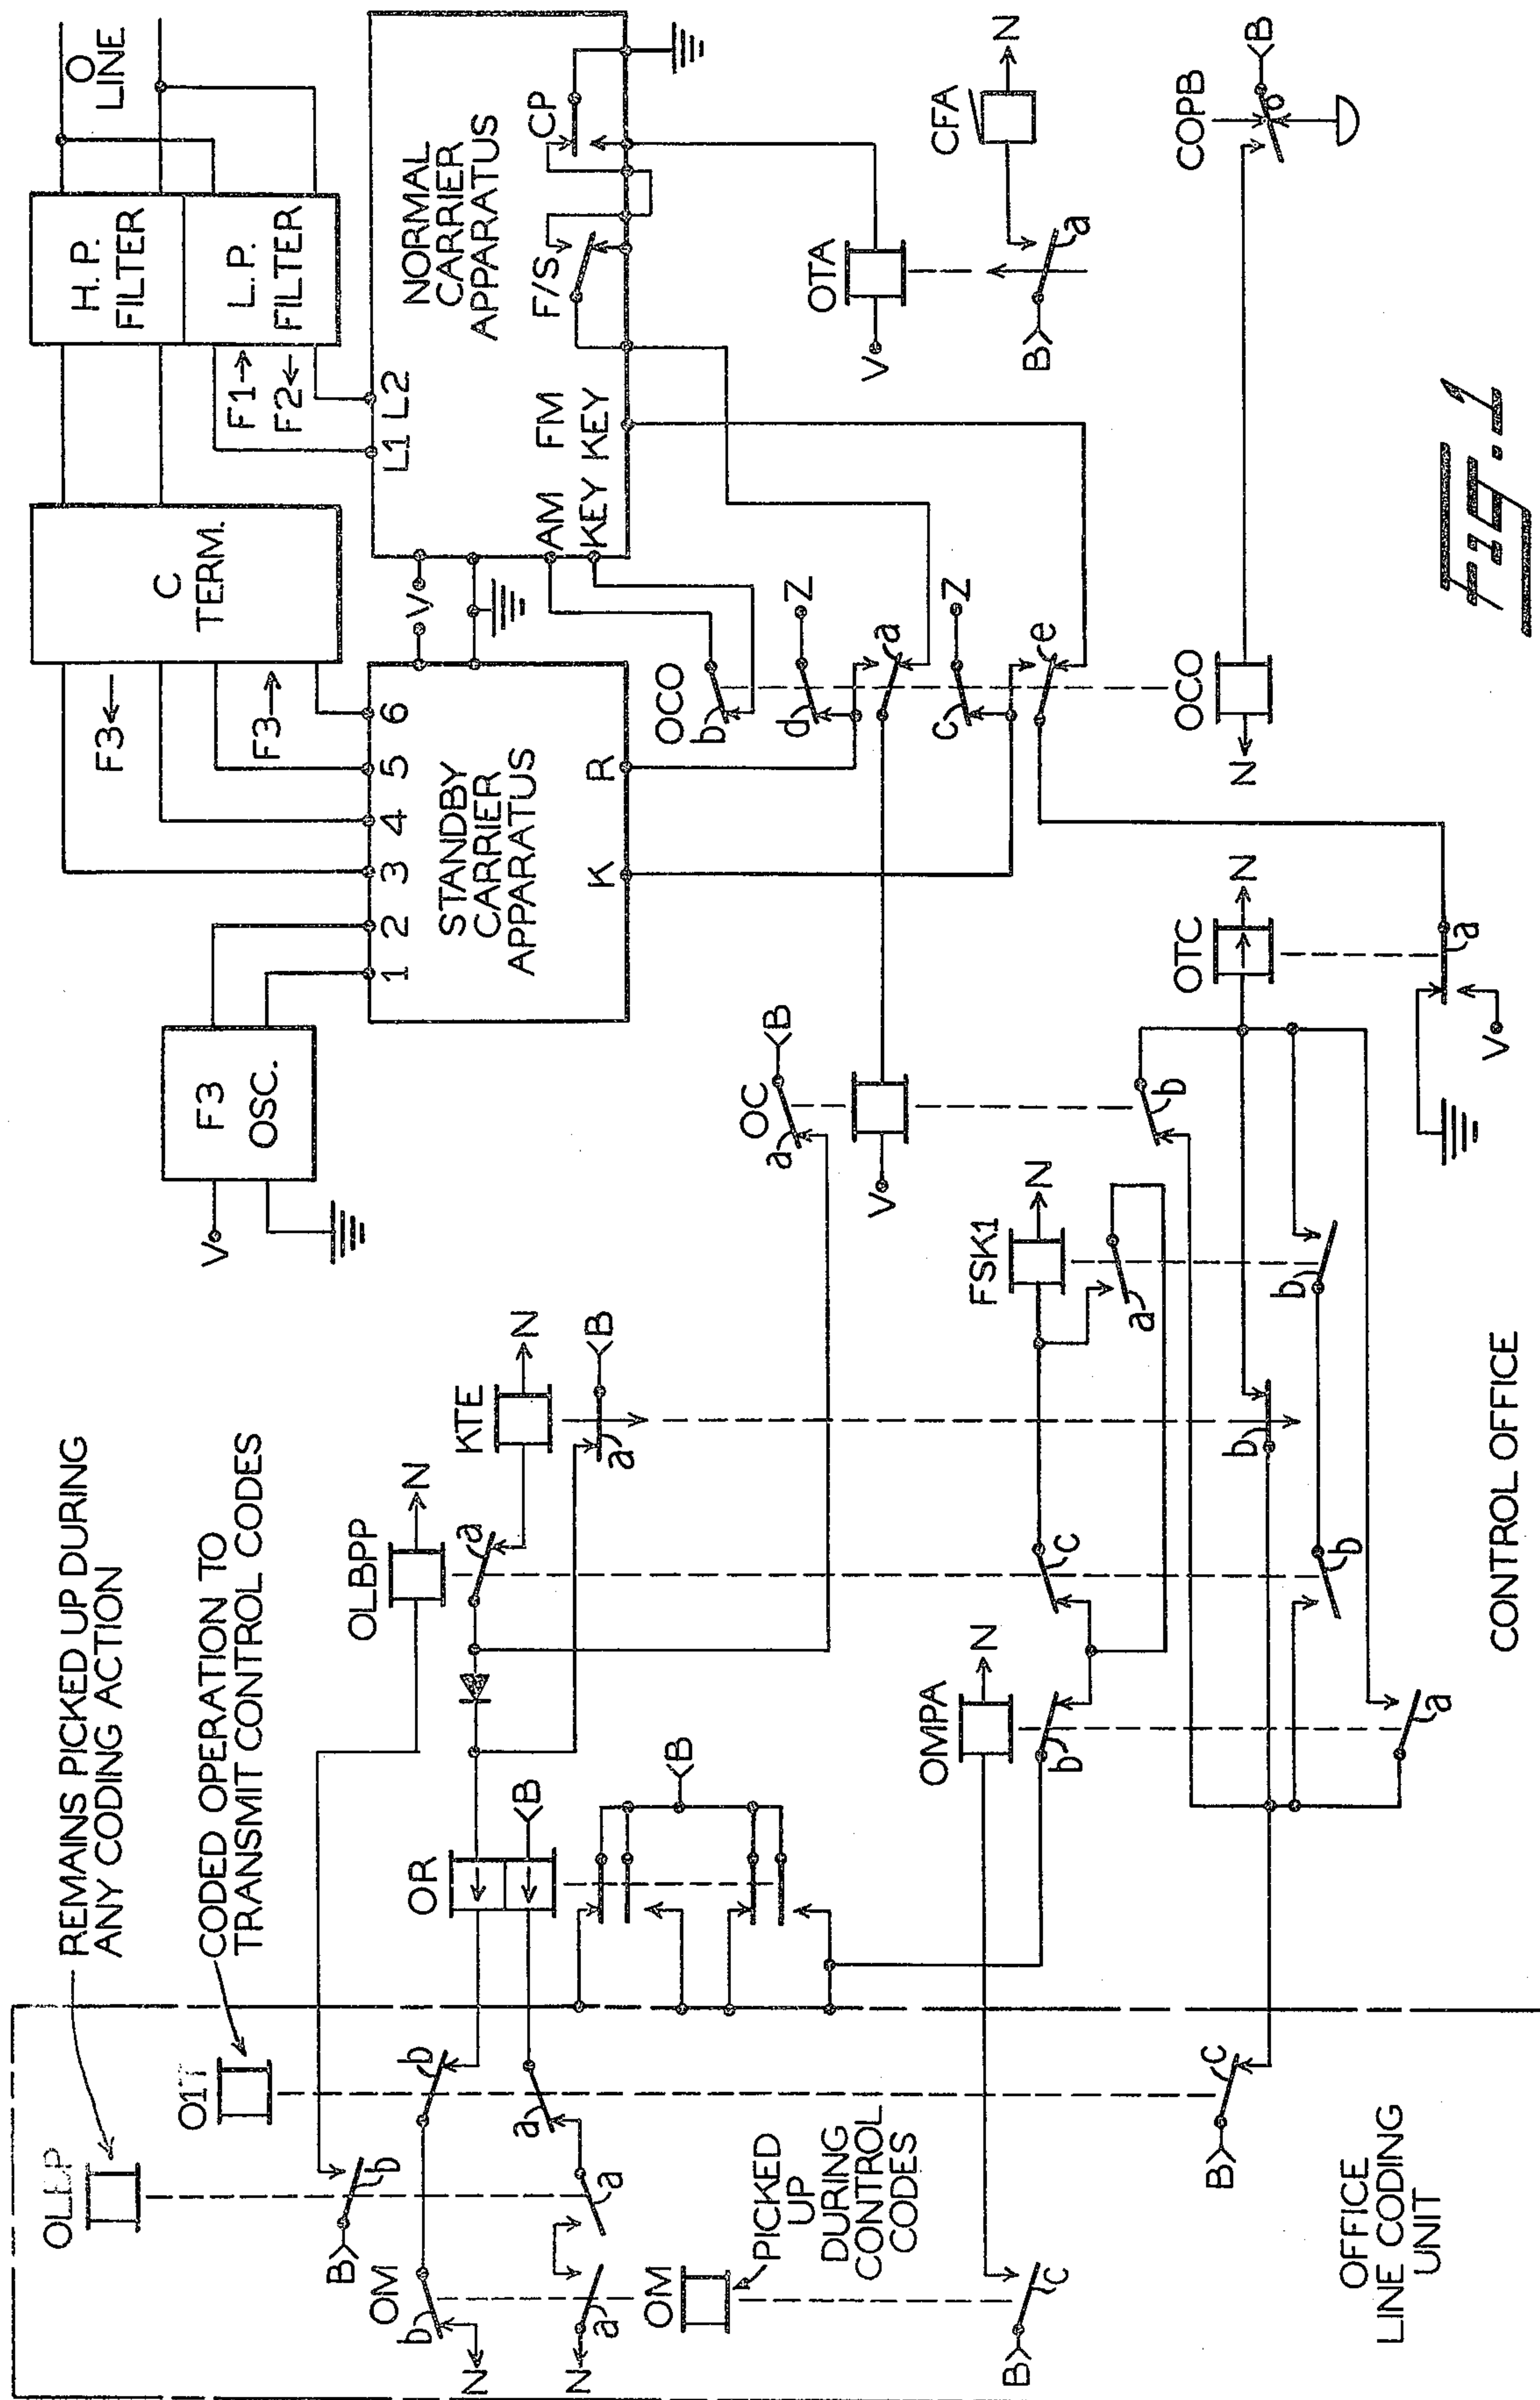 REMAINS PICKED UP DURING
ANY CODING ACTION
CODED OPERATION TO
TRANSMIT CONTROL CODES
O
LINE
H.P.
FILTER
L.P.
FILTER
F1
F2
C
TERM.
F3
F3
F3
OSC.
V
1
2
3
4
5
6
STANDBY
CARRIER
APPARATUS
K
R
V
L1
L2
NORMAL
CARRIER
APPARATUS
AM
KEY
FM
KEY
F/S
CP
OTA
V
B
a
CFA
N
COPB
B
OCO
b
d
Z
a
c
Z
e
OCO
N
OC
a
B
V
b
OTC
N
a
V
FSK1
N
a
b
KTE
N
a
B
b
OLBPP
N
a
c
b
OMPA
N
b
a
OR
B
B
O1T
b
a
c
B
b
B
a
OM
b
N
a
N
OM
PICKED
UP
DURING
CONTROL
CODES
c
B
OFFICE
LINE CODING
UNIT
CONTROL OFFICE
FIG. 1